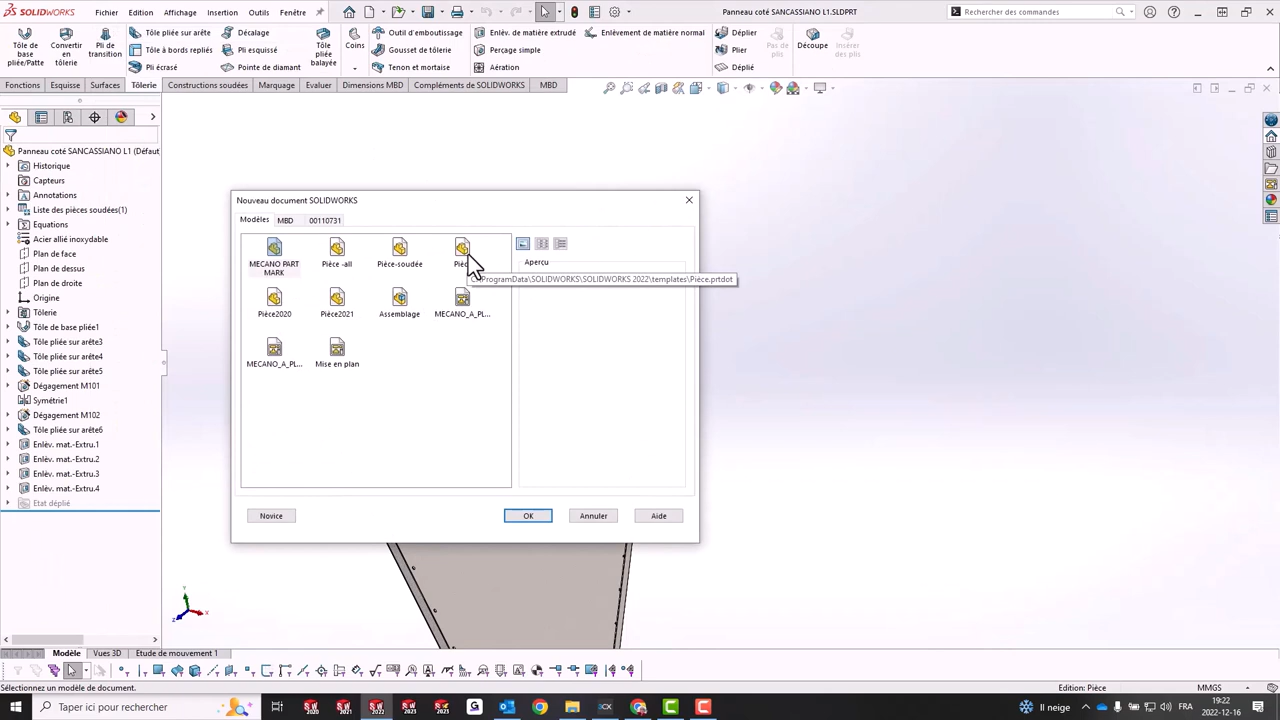 SOLIDWORKS Fichier Edition Affichage Insertion Outils Fenêtre Panneau coté SANCASSIANO L1.SLDPRT Rechercher des commandes
Tôle de base pliée/Patte Convertir en tôlerie Pli de transition Tôle pliée sur arête Décalage Tôle pliée balayée Coins Outil d'emboutissage Enlèv. de matière extrudé Enlèvement de matière normal Déplier Pas de plis Découpe Insérer des plis
Tôle à bords repliés Pli esquissé Gousset de tôlerie Perçage simple Plier
Pli écrasé Pointe de diamant Tenon et mortaise Aération Déplié
Fonctions Esquisse Surfaces Tôlerie Constructions soudées Marquage Evaluer Dimensions MBD Compléments de SOLIDWORKS MBD
Panneau coté SANCASSIANO L1 (Défaut
Historique
Capteurs
Annotations
Liste des pièces soudées(1)
Equations
Acier allié inoxydable
Plan de face
Plan de dessus
Plan de droite
Origine
Tôlerie
Tôle de base pliée1
Tôle pliée sur arête3
Tôle pliée sur arête4
Tôle pliée sur arête5
Dégagement M101
Symétrie1
Dégagement M102
Tôle pliée sur arête6
Enlèv. mat.-Extru.1
Enlèv. mat.-Extru.2
Enlèv. mat.-Extru.3
Enlèv. mat.-Extru.4
Etat déplié
Nouveau document SOLIDWORKS
Modèles MBD 00110731
MECANO PART MARK Pièce -all Pièce-soudée
Aperçu
ProgramData\SOLIDWORKS\SOLIDWORKS 2022\templates\Pièce.prtdot
Pièce2020 Pièce2021 Assemblage MECANO_A_PL...
MECANO_A_PL... Mise en plan
Novice OK Annuler Aide
Y
X
Z
Modèle Vues 3D Etude de mouvement 1
Sélectionnez un modèle de document. Edition: Pièce MMGS
Taper ici pour rechercher
2020 2021 2022 2023 2023
Il neige FRA
19:22
2022-12-16